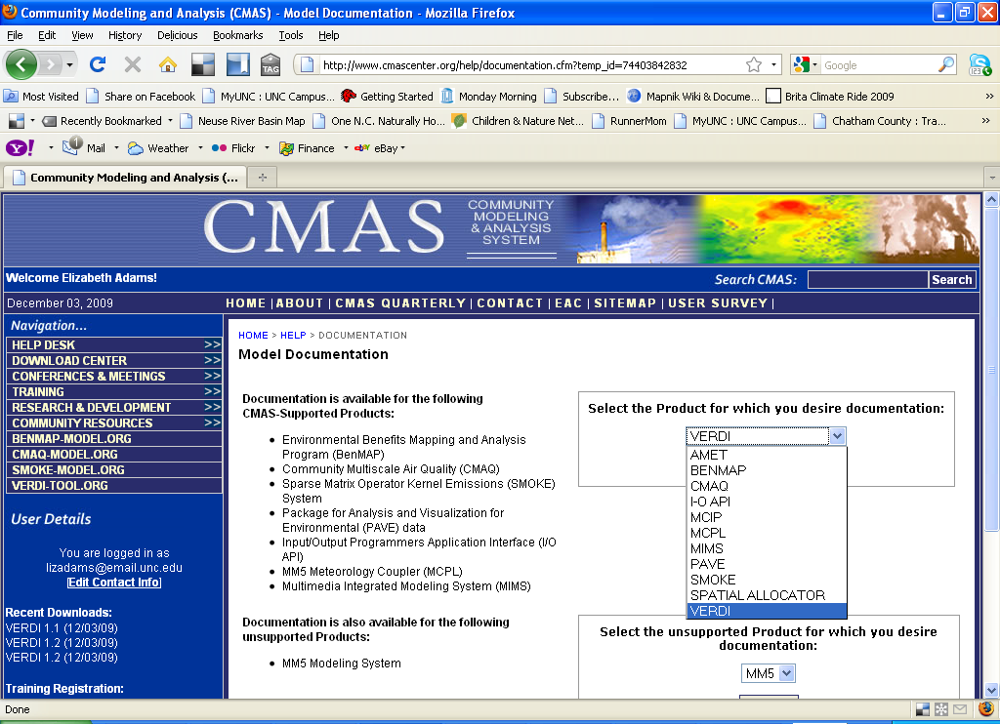 Community Modeling and Analysis (CMAS) - Model Documentation - Mozilla Firefox
File Edit View History Delicious Bookmarks Tools Help
TAG http://www.cmascenter.org/help/documentation.cfm?temp_id=74403842832 Google
Most Visited Share on Facebook MyUNC : UNC Campus... Getting Started Monday Morning Subscribe... Mapnik Wiki & Docume... Brita Climate Ride 2009 »
Recently Bookmarked Neuse River Basin Map One N.C. Naturally Ho... Children & Nature Net... RunnerMom MyUNC : UNC Campus... Chatham County : Tra... »
Y! 1 Mail Weather Flickr Finance eBay
Community Modeling and Analysis (...
CMAS
COMMUNITY
MODELING
& ANALYSIS
SYSTEM
Welcome Elizabeth Adams!
Search CMAS: Search
December 03, 2009
HOME | ABOUT | CMAS QUARTERLY | CONTACT | EAC | SITEMAP | USER SURVEY |
Navigation...
HELP DESK >>
DOWNLOAD CENTER >>
CONFERENCES & MEETINGS >>
TRAINING >>
RESEARCH & DEVELOPMENT >>
COMMUNITY RESOURCES >>
BENMAP-MODEL.ORG
CMAQ-MODEL.ORG
SMOKE-MODEL.ORG
VERDI-TOOL.ORG
User Details
You are logged in as
lizadams@email.unc.edu
[Edit Contact Info]
Recent Downloads:
VERDI 1.1 (12/03/09)
VERDI 1.2 (12/03/09)
VERDI 1.2 (12/03/09)
Training Registration:
HOME > HELP > DOCUMENTATION
Model Documentation
Documentation is available for the following
CMAS-Supported Products:
• Environmental Benefits Mapping and Analysis
Program (BenMAP)
• Community Multiscale Air Quality (CMAQ)
• Sparse Matrix Operator Kernel Emissions (SMOKE)
System
• Package for Analysis and Visualization for
Environmental (PAVE) data
• Input/Output Programmers Application Interface (I/O
API)
• MM5 Meteorology Coupler (MCPL)
• Multimedia Integrated Modeling System (MIMS)
Select the Product for which you desire documentation:
VERDI
AMET
BENMAP
CMAQ
I-O API
MCIP
MCPL
MIMS
PAVE
SMOKE
SPATIAL ALLOCATOR
VERDI
Documentation is also available for the following
unsupported Products:
• MM5 Modeling System
Select the unsupported Product for which you desire
documentation:
MM5
Done